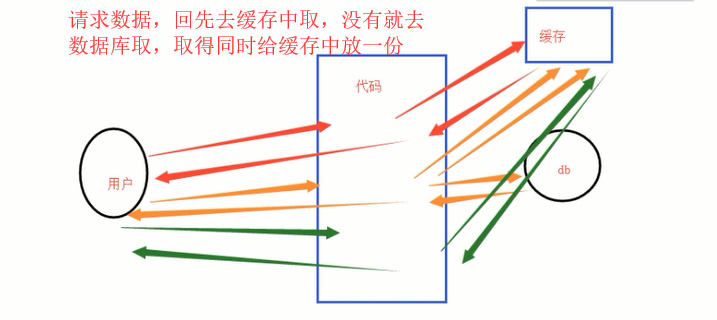 请求数据，回先去缓存中取，没有就去
数据库取，取得同时给缓存中放一份
缓存
代码
db
用户